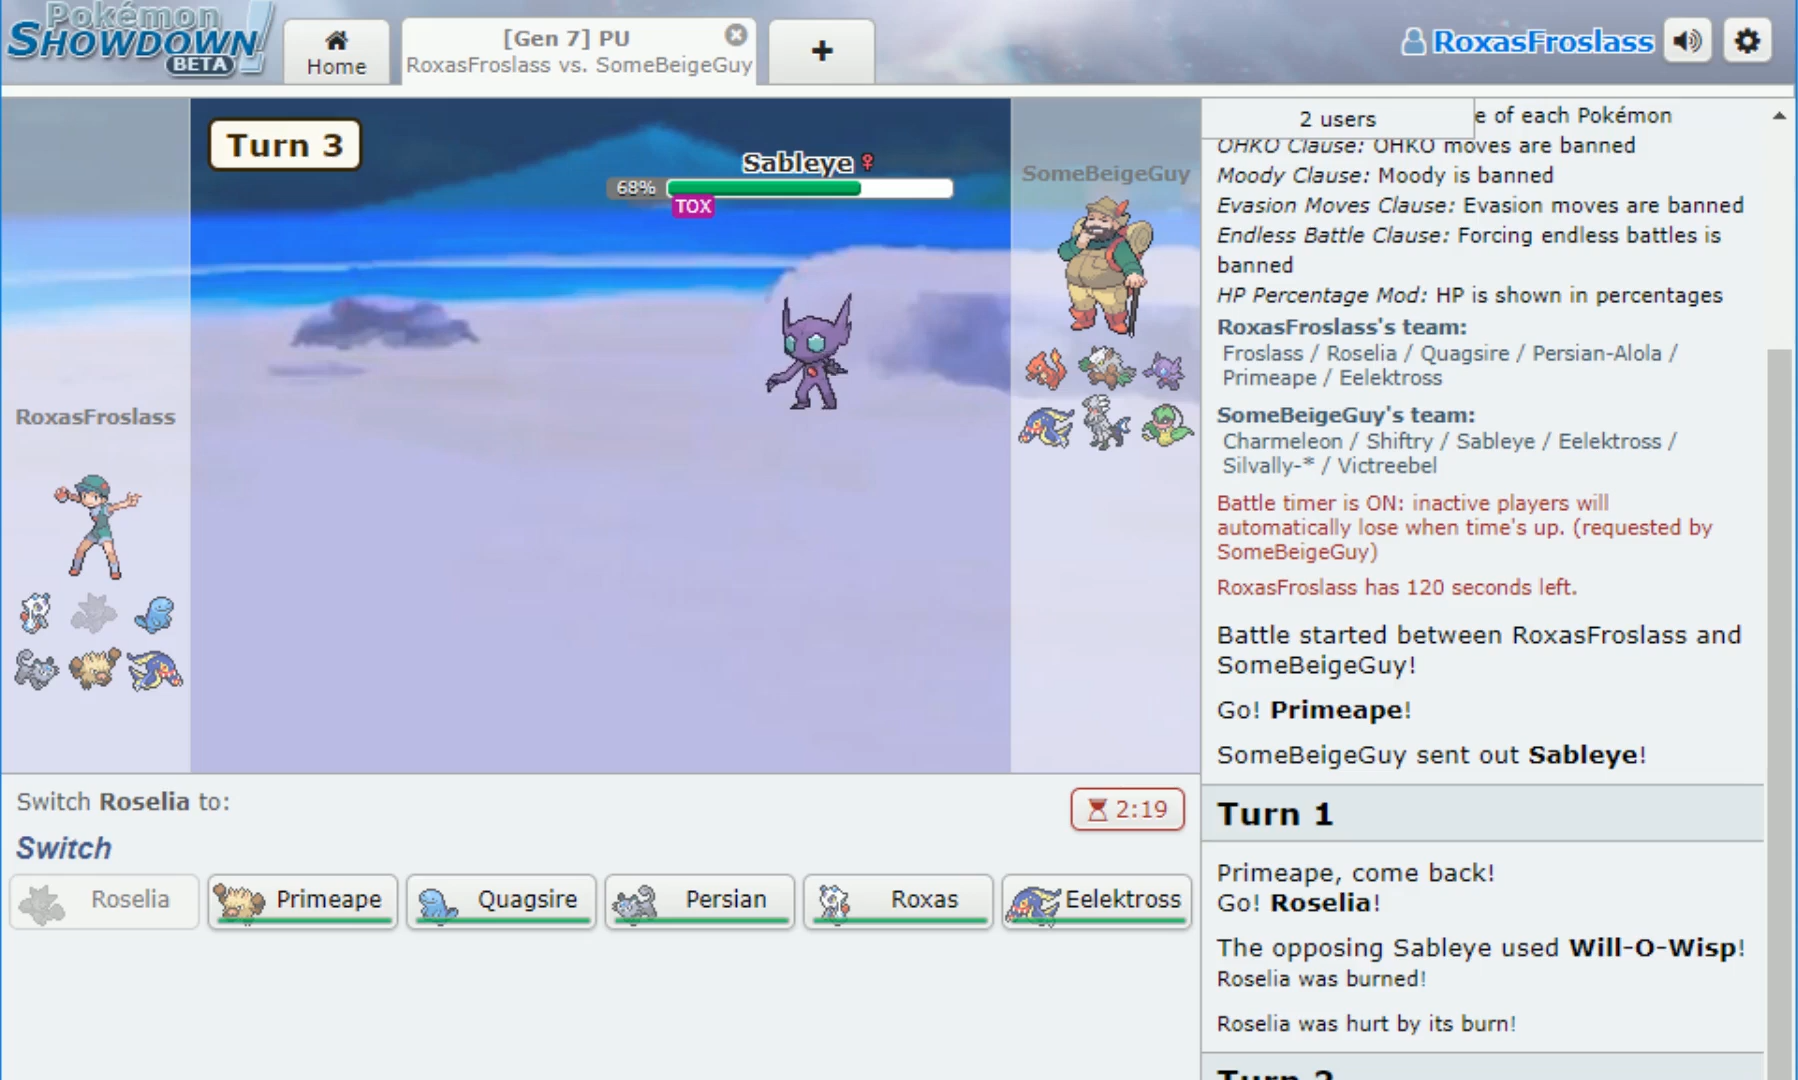 Pokémon
SHOWDOWN!
BETA
Home
[Gen 7] PU
RoxasFroslass vs. SomeBeigeGuy
+
RoxasFroslass
Turn 3
Sableye ♀
68%
TOX
SomeBeigeGuy
RoxasFroslass
Switch Roselia to:
2:19
Switch
Roselia
Primeape
Quagsire
Persian
Roxas
Eelektross
2 users
e of each Pokémon
OHKO Clause: OHKO moves are banned
Moody Clause: Moody is banned
Evasion Moves Clause: Evasion moves are banned
Endless Battle Clause: Forcing endless battles is
banned
HP Percentage Mod: HP is shown in percentages
RoxasFroslass's team:
Froslass / Roselia / Quagsire / Persian-Alola /
Primeape / Eelektross
SomeBeigeGuy's team:
Charmeleon / Shiftry / Sableye / Eelektross /
Silvally-* / Victreebel
Battle timer is ON: inactive players will
automatically lose when time's up. (requested by
SomeBeigeGuy)
RoxasFroslass has 120 seconds left.
Battle started between RoxasFroslass and
SomeBeigeGuy!
Go! Primeape!
SomeBeigeGuy sent out Sableye!
Turn 1
Primeape, come back!
Go! Roselia!
The opposing Sableye used Will-O-Wisp!
Roselia was burned!
Roselia was hurt by its burn!
Turn 2